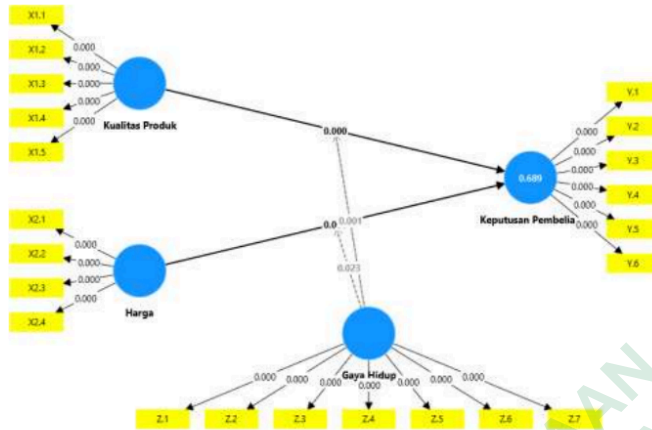 X1.1
0.000
X1.2
0.000
X1.3
0.000
X1.4
0.000
X1.5
0.000
Kualitas Produk
0.000
Y.1
0.000
Y.2
0.000
Y.3
0.000
0.689
Y.4
0.000
Y.5
0.000
Y.6
0.000
Keputusan Pembelia
X2.1
0.000
X2.2
0.000
X2.3
0.000
X2.4
0.000
Harga
0.0
0.001
0.023
Gaya Hidup
0.000
0.000
0.000
0.000
0.000
0.000
0.000
Z.1
Z.2
Z.3
Z.4
Z.5
Z.6
Z.7
AAN